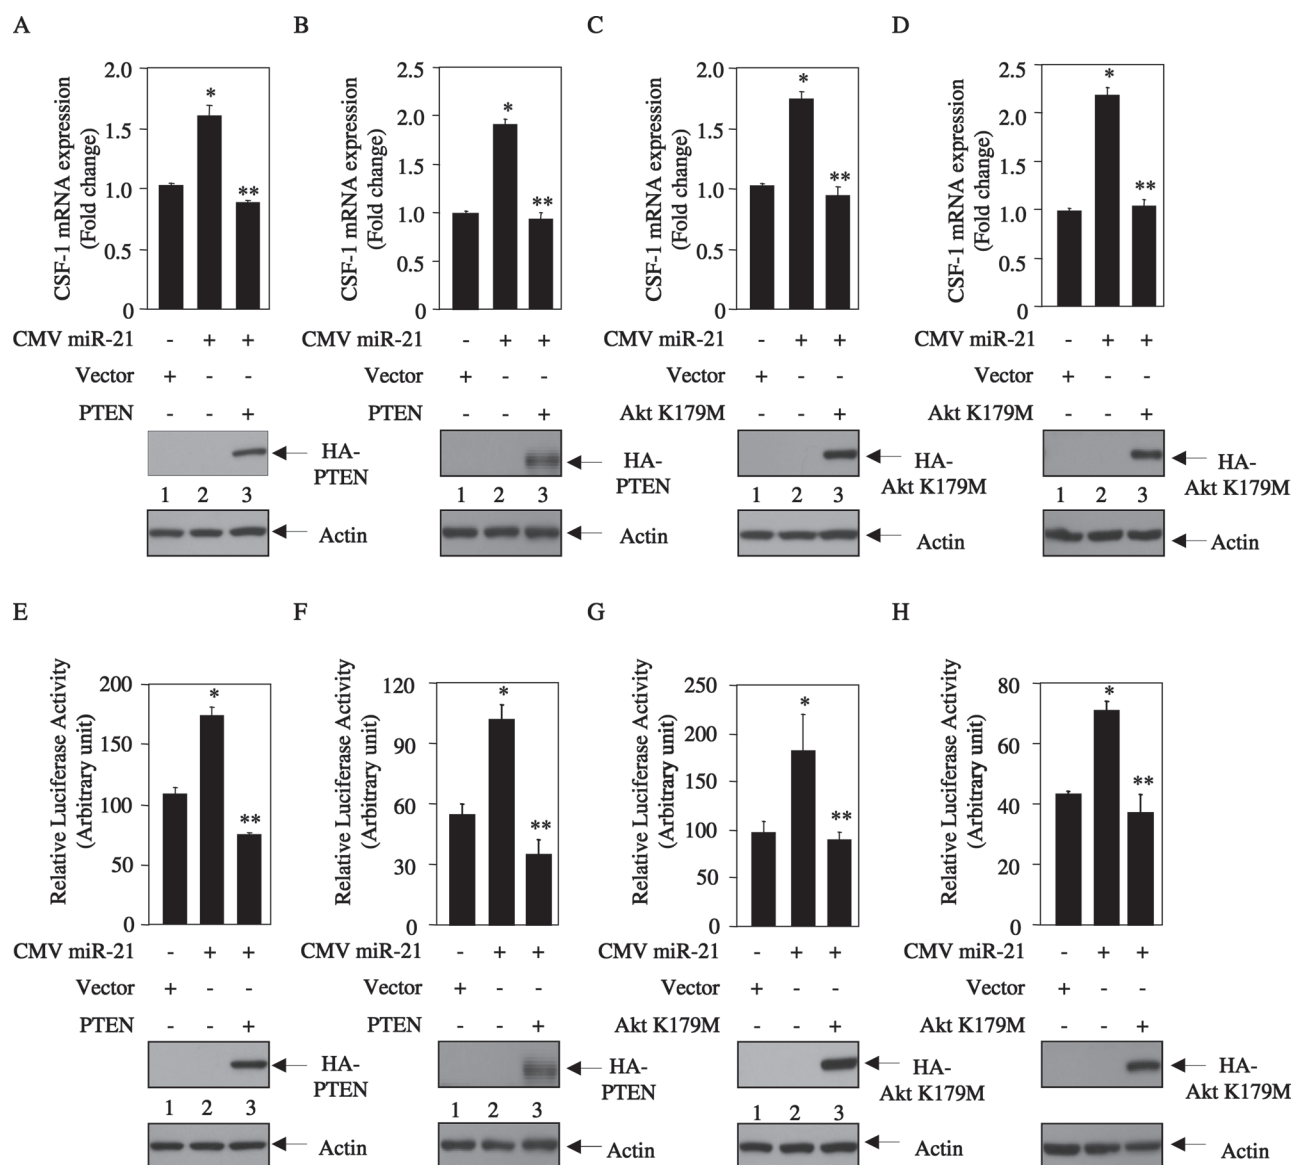 A B C D
CSF-1 mRNA expression
(Fold change)
2.0
1.5
1.0
0.5
0
* **
CSF-1 mRNA expression
(Fold change)
2.5
2.0
1.5
1.0
0.5
0
* **
CSF-1 mRNA expression
(Fold change)
2.0
1.5
1.0
0.5
0
* **
CSF-1 mRNA expression
(Fold change)
2.5
2.0
1.5
1.0
0.5
0
* **
CMV miR-21 - + + CMV miR-21 - + + CMV miR-21 - + + CMV miR-21 - + +
Vector + - - Vector + - - Vector + - - Vector + - -
PTEN - - + PTEN - - + Akt K179M - - + Akt K179M - - +
HA-
PTEN
HA-
PTEN
HA-
Akt K179M
HA-
Akt K179M
1 2 3 1 2 3 1 2 3 1 2 3
Actin Actin Actin Actin
E F G H
Relative Luciferase Activity
(Arbitrary unit)
200
150
100
50
0
* **
Relative Luciferase Activity
(Arbitrary unit)
120
90
60
30
0
* **
Relative Luciferase Activity
(Arbitrary unit)
250
200
150
100
50
0
* **
Relative Luciferase Activity
(Arbitrary unit)
80
60
40
20
0
* **
CMV miR-21 - + + CMV miR-21 - + + CMV miR-21 - + + CMV miR-21 - + +
Vector + - - Vector + - - Vector + - - Vector + - -
PTEN - - + PTEN - - + Akt K179M - - + Akt K179M - - +
HA-
PTEN
HA-
PTEN
HA-
Akt K179M
HA-
Akt K179M
1 2 3 1 2 3 1 2 3
Actin Actin Actin Actin